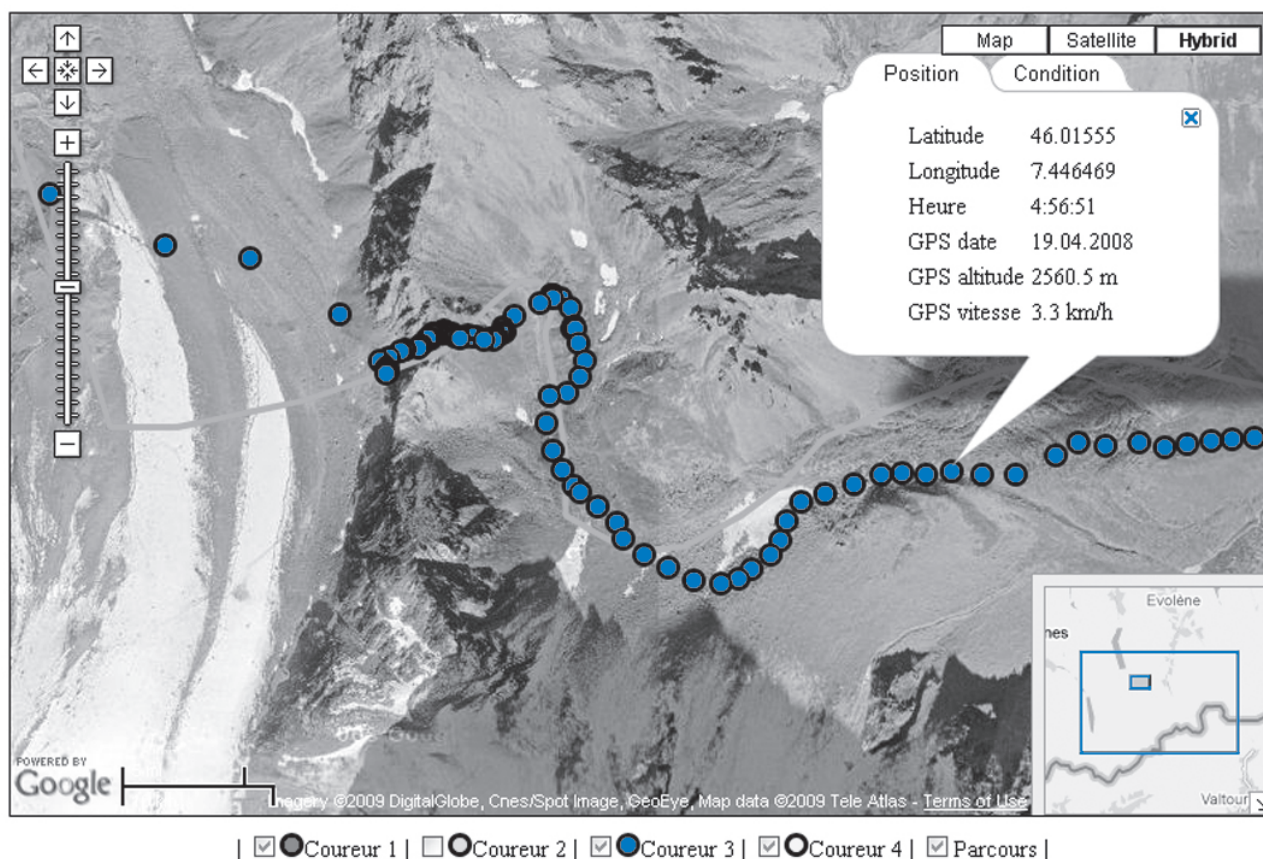 Map Satellite Hybrid
Position Condition
Latitude 46.01555
Longitude 7.446469
Heure 4:56:51
GPS date 19.04.2008
GPS altitude 2560.5 m
GPS vitesse 3.3 km/h
Evolène
nes
Valtour
POWERED BY
Google
Imagery ©2009 DigitalGlobe, Cnes/Spot Image, GeoEye, Map data ©2009 Tele Atlas - Terms of Use
| Coureur 1 | Coureur 2 | Coureur 3 | Coureur 4 | Parcours |